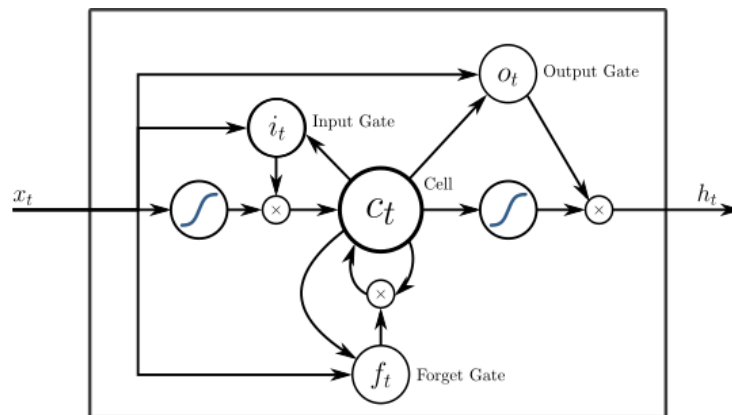 o_t Output Gate
i_t Input Gate
x_t
×
c_t
Cell
×
h_t
×
f_t Forget Gate